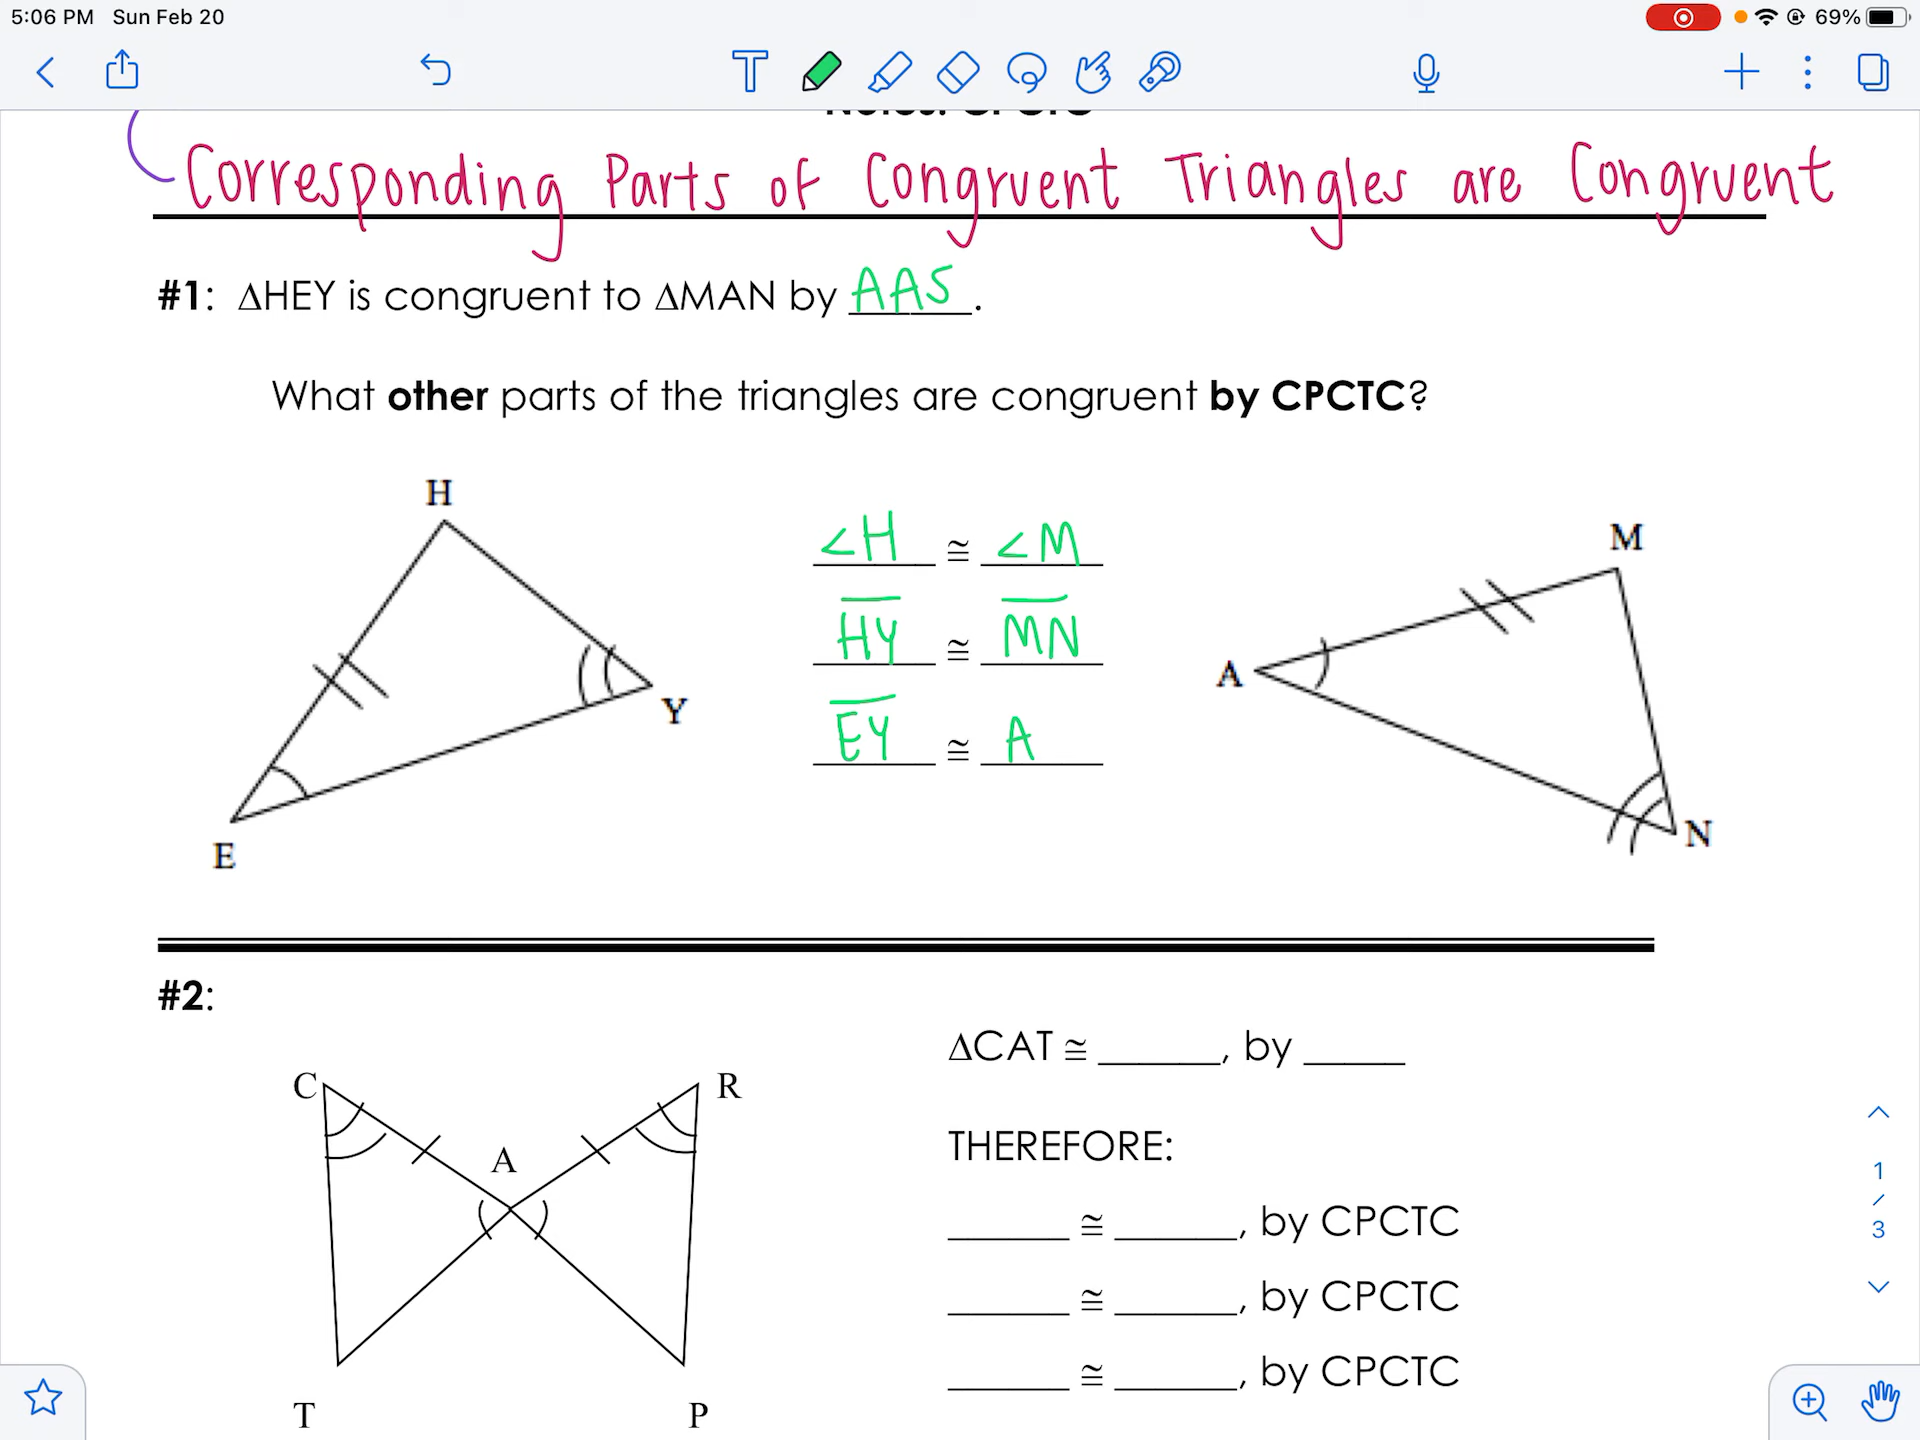 5:06 PM Sun Feb 20 69%
Corresponding Parts of Congruent Triangles are Congruent
#1: ΔHEY is congruent to ΔMAN by AAS.
What other parts of the triangles are congruent by CPCTC?
H
M
<H ≅ <M
HY ≅ MN
A
Y
EY ≅ A
N
E
#2:
ΔCAT ≅ ______, by _____
C R
THEREFORE:
A
1
/
3
______ ≅ ______, by CPCTC
______ ≅ ______, by CPCTC
______ ≅ ______, by CPCTC
T P